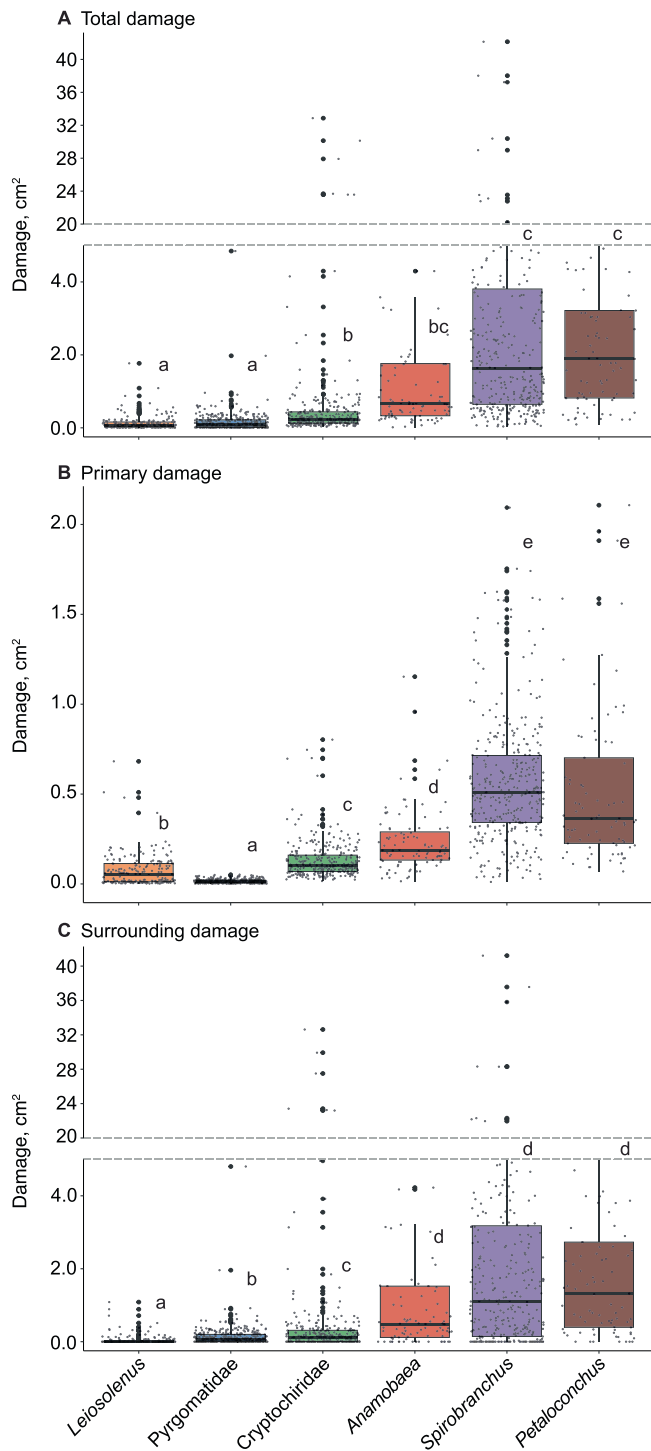 A Total damage
40
36
32
28
24
20
c c
4.0
b bc
2.0
a a
0.0
Damage, cm²
B Primary damage
2.0
e e
1.5
1.0
0.5
b a c d
0.0
Damage, cm²
C Surrounding damage
40
36
32
28
24
20
d d
4.0
d
2.0
a b c
0.0
Damage, cm²
Leiosolenus
Pyrgomatidae
Cryptochiridae
Anamobaea
Spirobranchus
Petaloconchus